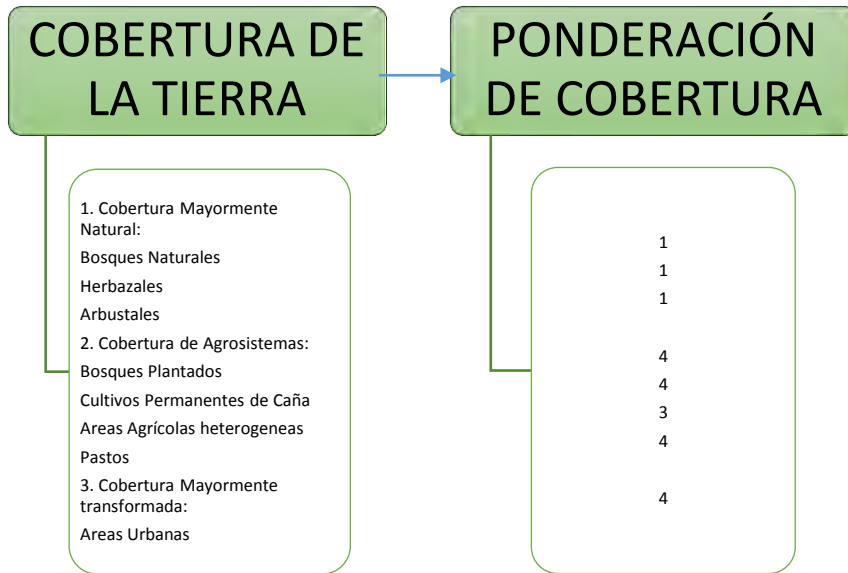 COBERTURA DE
LA TIERRA
PONDERACIÓN
DE COBERTURA
1. Cobertura Mayormente
Natural:
Bosques Naturales
Herbazales
Arbustales
2. Cobertura de Agrosistemas:
Bosques Plantados
Cultivos Permanentes de Caña
Areas Agrícolas heterogeneas
Pastos
3. Cobertura Mayormente
transformada:
Areas Urbanas
1
1
1
4
4
3
4
4